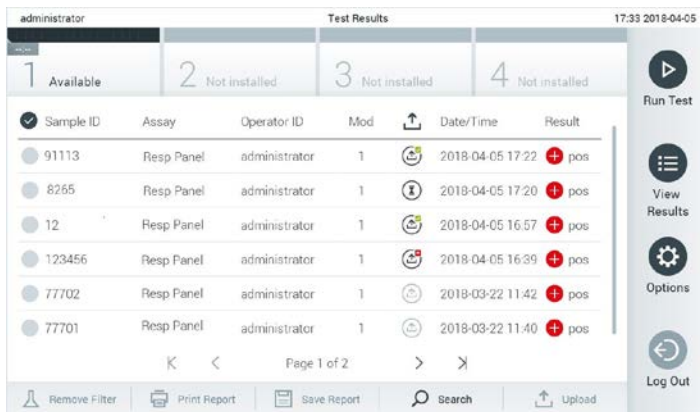 administrator Test Results 17:33 2018-04-05
1 Available 2 Not installed 3 Not installed 4 Not installed
Run Test
Sample ID Assay Operator ID Mod Date/Time Result
91113 Resp Panel administrator 1 2018-04-05 17:22 pos
8265 Resp Panel administrator 1 2018-04-05 17:20 pos
View Results
12 Resp Panel administrator 1 2018-04-05 16:57 pos
123456 Resp Panel administrator 1 2018-04-05 16:39 pos
77702 Resp Panel administrator 1 2018-03-22 11:42 pos
Options
77701 Resp Panel administrator 1 2018-03-22 11:40 pos
Page 1 of 2
Log Out
Remove Filter Print Report Save Report Search Upload